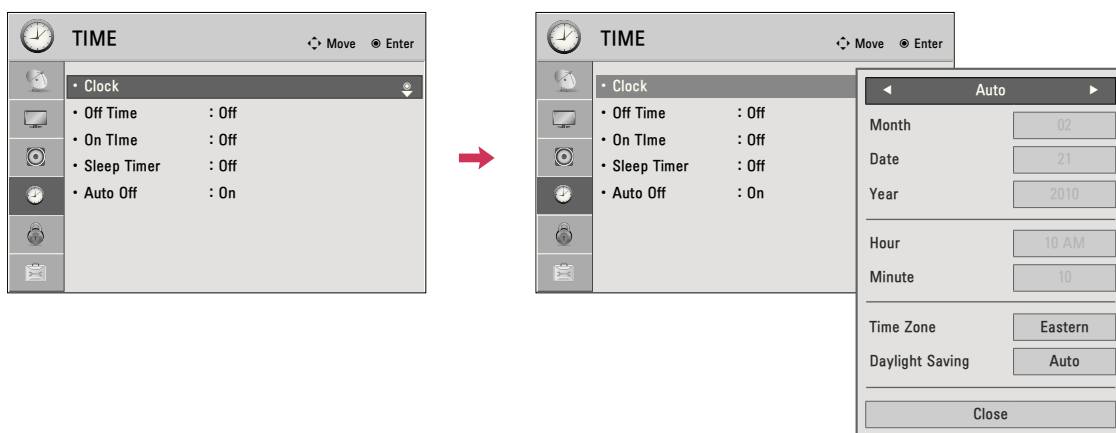 TIME
Move Enter
• Clock
• Off Time : Off
• On TIme : Off
• Sleep Timer : Off
• Auto Off : On
TIME
Move Enter
• Clock
• Off Time : Off
• On TIme : Off
• Sleep Timer : Off
• Auto Off : On
Auto
Month 02
Date 21
Year 2010
Hour 10 AM
Minute 10
Time Zone Eastern
Daylight Saving Auto
Close